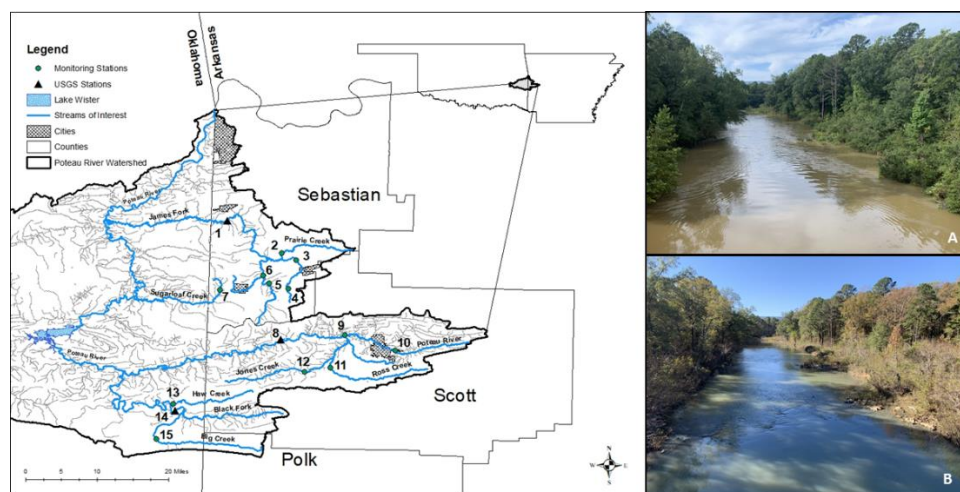 Legend
Monitoring Stations
USGS Stations
Lake Wister
Streams of Interest
Cities
Counties
Poteau River Watershed
Oklahoma
Arkansas
Sebastian
Scott
Polk
Poteau River
James Fork
Prairie Creek
Sugarloaf Creek
Poteau River
Poteau River
Jones Creek
Ross Creek
Haw Creek
Black Fork
Big Creek
1
2
3
4
5
6
7
8
9
10
11
12
13
14
15
0 5 10 20 Miles
N
W E
S
A
B